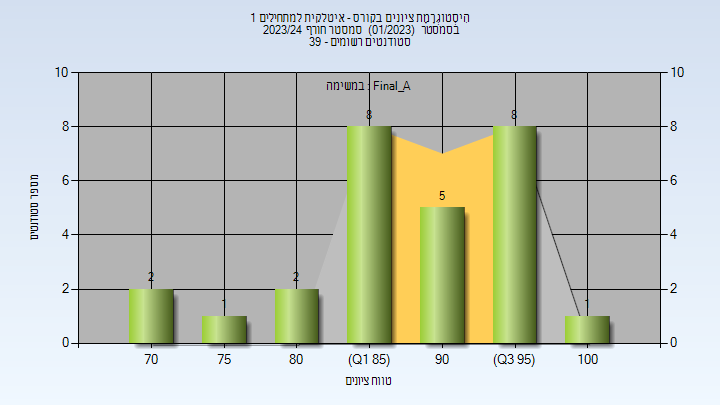 היסטוגרמת ציונים בקורס - איטלקית למתחילים 1
בסמסטר (01/2023) סמסטר חורף 2023/24
סטודנטים רשומים - 39
במשימה : Final_A
מספר סטודנטים
10 10
8 8
6 6
4 4
2 2
0 0
2 1 2 8 5 8 1
70 75 80 (Q1 85) 90 (Q3 95) 100
טווח ציונים